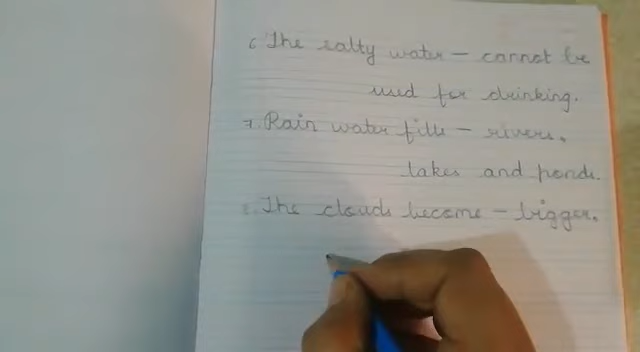 6. The salty water - cannot be
used for drinking.
7. Rain water fills - rivers,
lakes and ponds.
8. The clouds become - bigger,